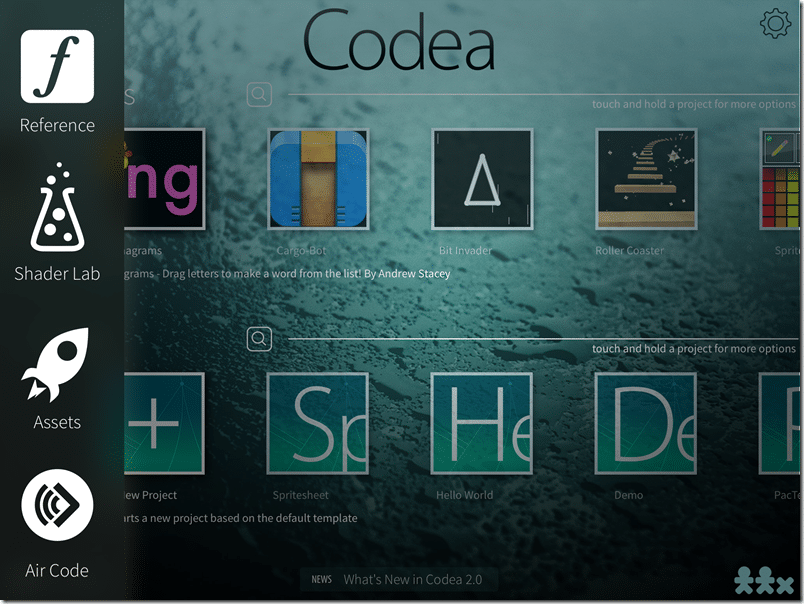 Codea
touch and hold a project for more options
f
Reference
Shader Lab
Assets
Air Code
ng
Cargo-Bot
Bit Invader
Roller Coaster
Drag letters to make a word from the list! By Andrew Stacey
touch and hold a project for more options
+
Sp
He
De
Project
Spritesheet
Hello World
Demo
a new project based on the default template
NEWS What's New in Codea 2.0